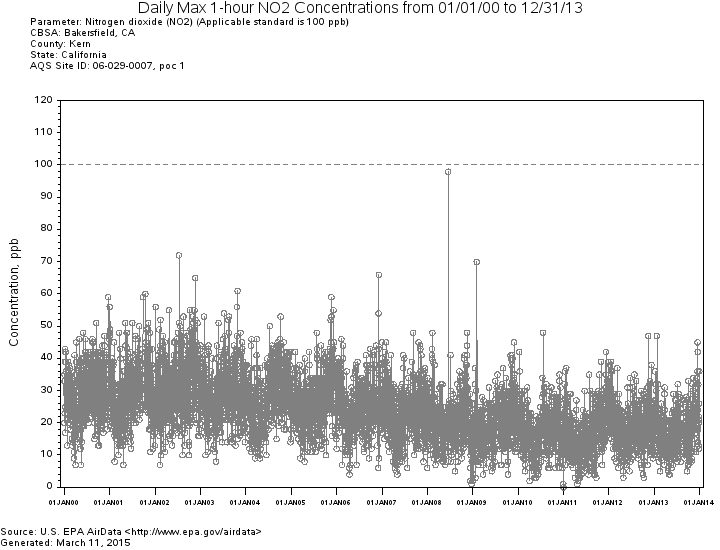 Daily Max 1-hour NO2 Concentrations from 01/01/00 to 12/31/13
Parameter: Nitrogen dioxide (NO2) (Applicable standard is 100 ppb)
CBSA: Bakersfield, CA
County: Kern
State: California
AQS Site ID: 06-029-0007, poc 1
120
110
100
90
80
70
60
50
40
30
20
10
0
Concentration, ppb
01JAN00 01JAN01 01JAN02 01JAN03 01JAN04 01JAN05 01JAN06 01JAN07 01JAN08 01JAN09 01JAN10 01JAN11 01JAN12 01JAN13 01JAN14
Source: U.S. EPA AirData <http://www.epa.gov/airdata>
Generated: March 11, 2015